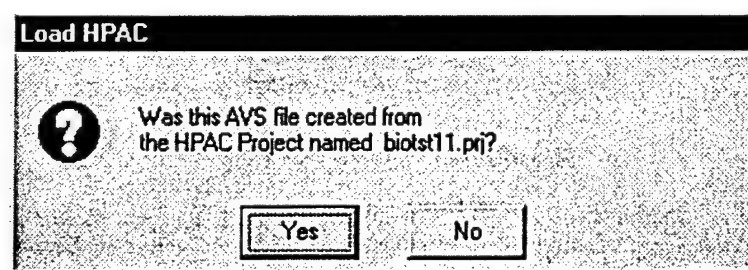 Load HPAC
Was this AVS file created from
the HPAC Project named biotst11.prj?
Yes
No